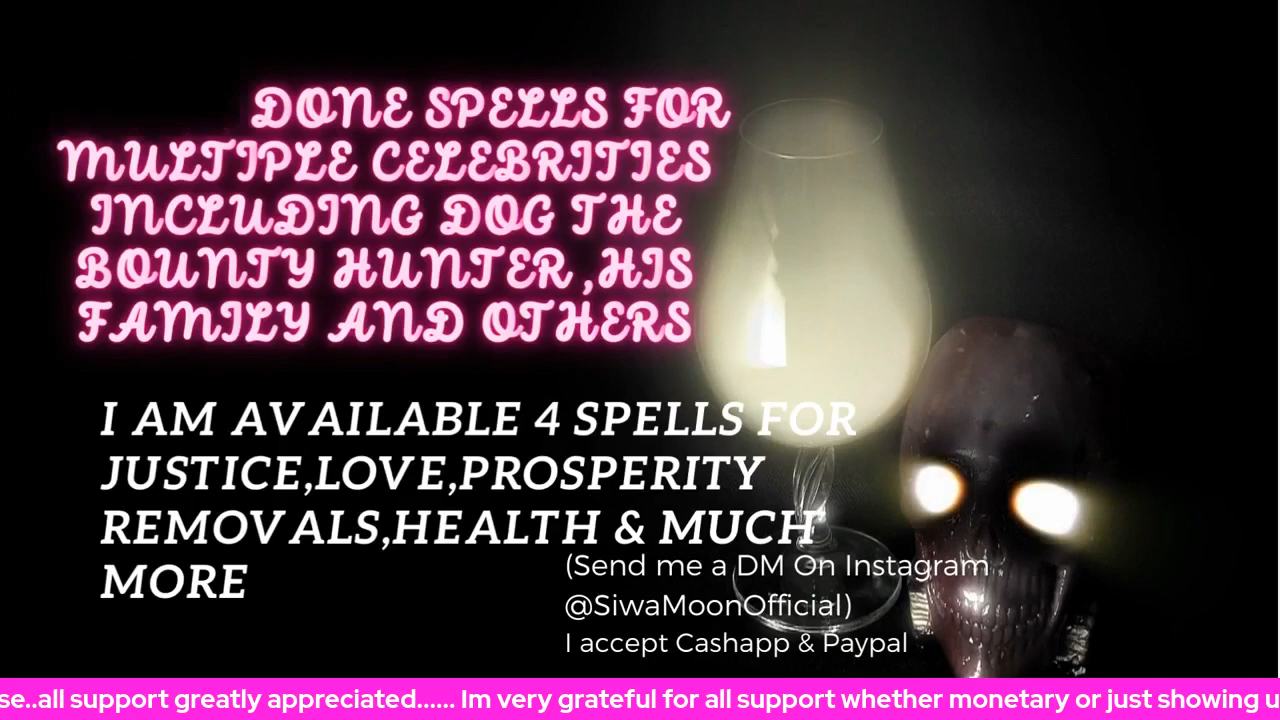 DONE SPELLS FOR
MULTIPLE CELEBRITIES
INCLUDING DOG THE
BOUNTY HUNTER ,HIS
FAMILY AND OTHERS
I AM AVAILABLE 4 SPELLS FOR
JUSTICE,LOVE,PROSPERITY
REMOVALS,HEALTH & MUCH
MORE
(Send me a DM On Instagram
@SiwaMoonOfficial)
I accept Cashapp & Paypal
se..all support greatly appreciated...... Im very grateful for all support whether monetary or just showing u